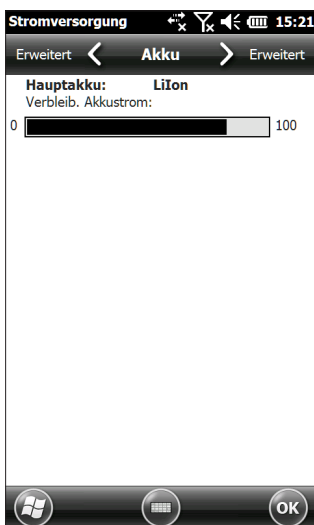 Stromversorgung 15:21
Erweitert Akku Erweitert
Hauptakku: LiIon
Verbleib. Akkustrom:
0 100
OK